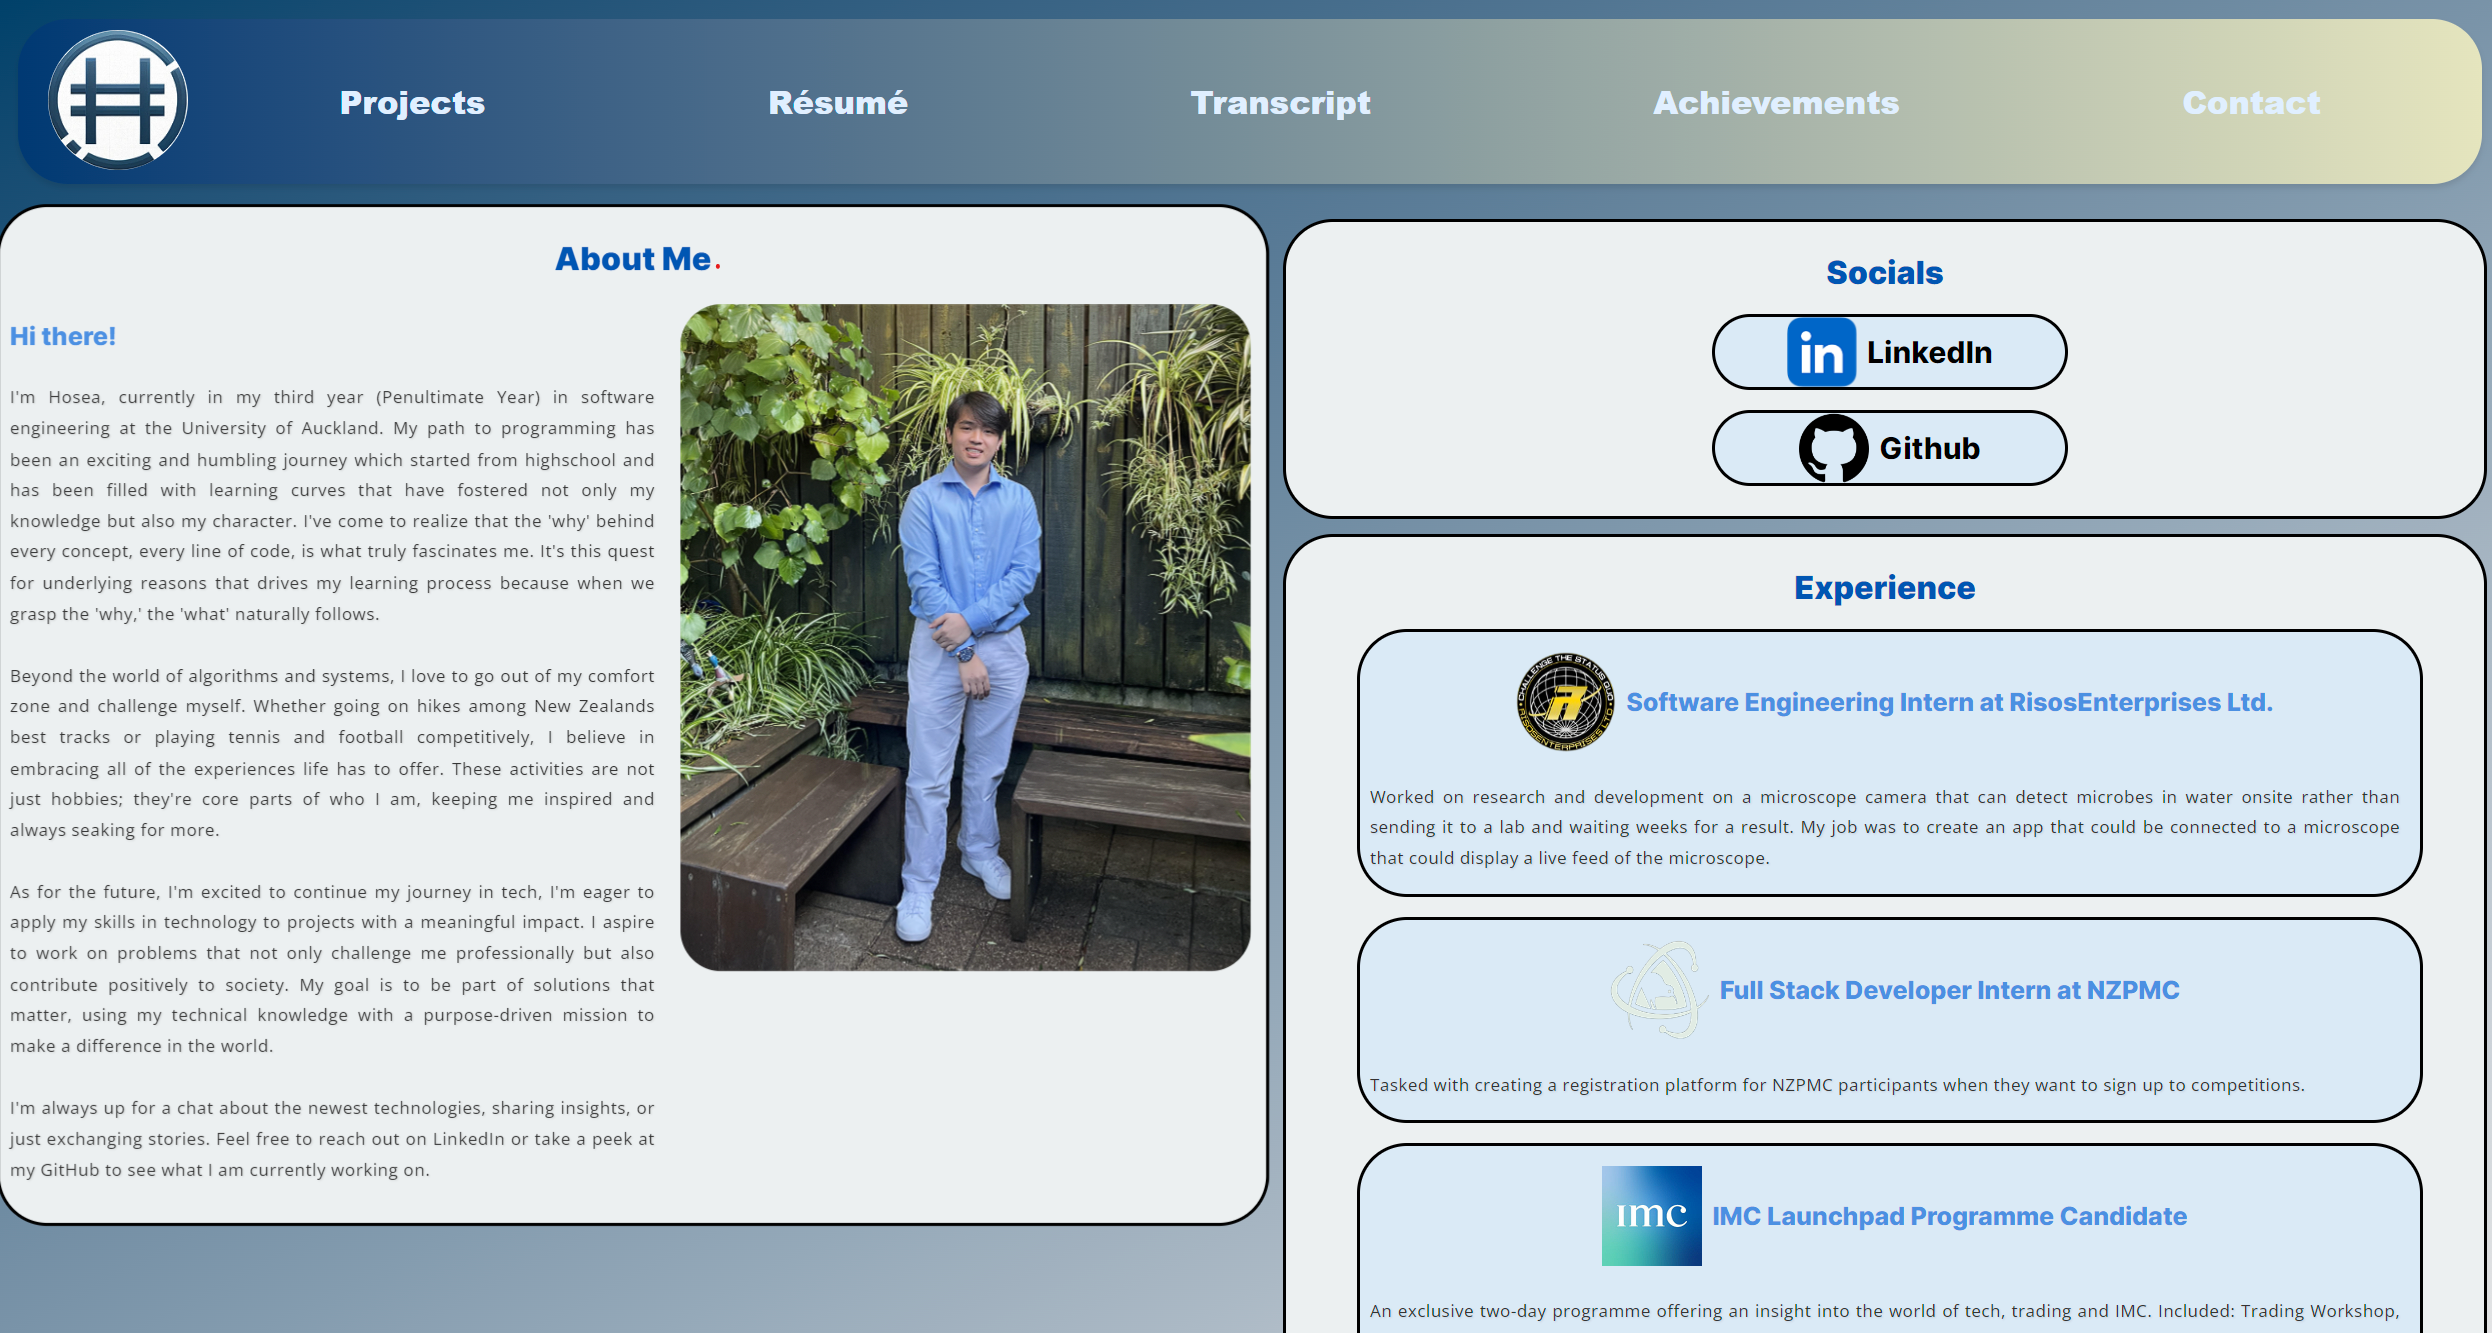 Projects
Résumé
Transcript
Achievements
Contact
About Me.
Hi there!
I'm Hosea, currently in my third year (Penultimate Year) in software
engineering at the University of Auckland. My path to programming has
been an exciting and humbling journey which started from highschool and
has been filled with learning curves that have fostered not only my
knowledge but also my character. I've come to realize that the 'why' behind
every concept, every line of code, is what truly fascinates me. It's this quest
for underlying reasons that drives my learning process because when we
grasp the 'why,' the 'what' naturally follows.
Beyond the world of algorithms and systems, I love to go out of my comfort
zone and challenge myself. Whether going on hikes among New Zealands
best tracks or playing tennis and football competitively, I believe in
embracing all of the experiences life has to offer. These activities are not
just hobbies; they're core parts of who I am, keeping me inspired and
always seaking for more.
As for the future, I'm excited to continue my journey in tech, I'm eager to
apply my skills in technology to projects with a meaningful impact. I aspire
to work on problems that not only challenge me professionally but also
contribute positively to society. My goal is to be part of solutions that
matter, using my technical knowledge with a purpose-driven mission to
make a difference in the world.
I'm always up for a chat about the newest technologies, sharing insights, or
just exchanging stories. Feel free to reach out on LinkedIn or take a peek at
my GitHub to see what I am currently working on.
Socials
in LinkedIn
Github
Experience
CHALLENGE THE STATUS QUO
R
RISOSENTERPRISES LTD
Software Engineering Intern at RisosEnterprises Ltd.
Worked on research and development on a microscope camera that can detect microbes in water onsite rather than
sending it to a lab and waiting weeks for a result. My job was to create an app that could be connected to a microscope
that could display a live feed of the microscope.
Full Stack Developer Intern at NZPMC
Tasked with creating a registration platform for NZPMC participants when they want to sign up to competitions.
imc
IMC Launchpad Programme Candidate
An exclusive two-day programme offering an insight into the world of tech, trading and IMC. Included: Trading Workshop,